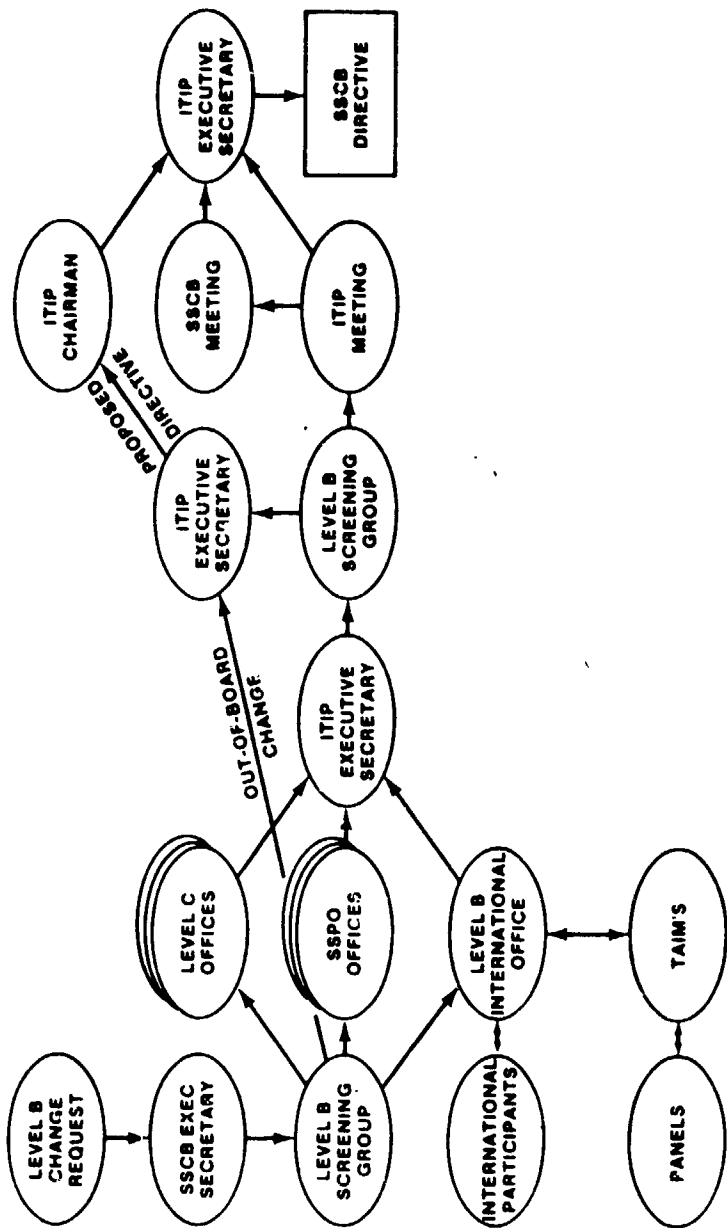 LEVEL B
CHANGE
REQUEST
SSCB EXEC
SECRETARY
LEVEL B
SCREENING
GROUP
INTERNATIONAL
PARTICIPANTS
PANELS
LEVEL C
OFFICES
SSPO
OFFICES
LEVEL B
INTERNATIONAL
OFFICE
TAIM'S
OUT-OF-BOARD
CHANGE
ITIP
EXECUTIVE
SECRETARY
ITIP
EXECUTIVE
SECRETARY
LEVEL B
SCREENING
GROUP
PROPOSED
DIRECTIVE
ITIP
CHAIRMAN
SSCB
MEETING
ITIP
MEETING
ITIP
EXECUTIVE
SECRETARY
SSCB
DIRECTIVE